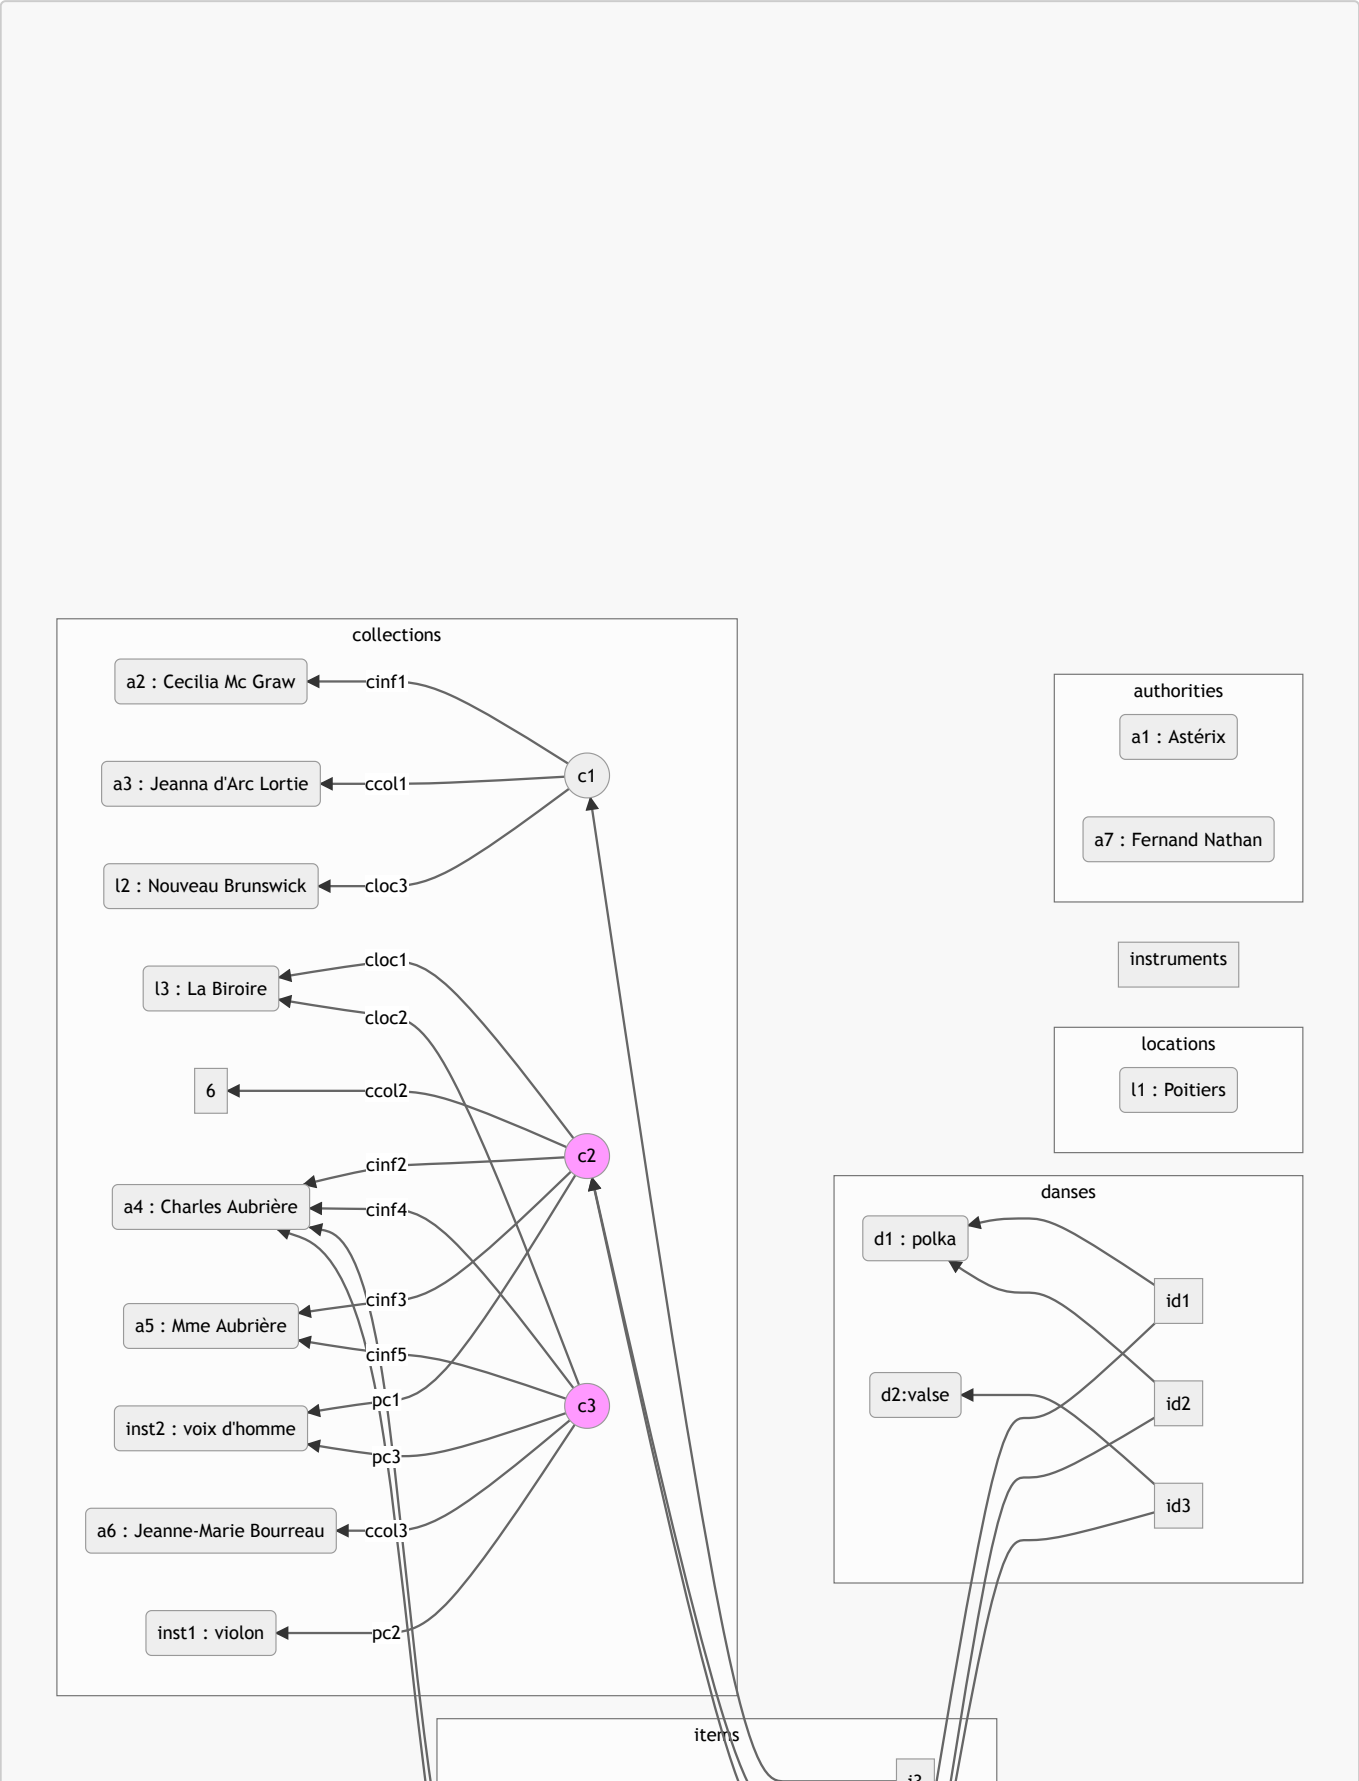 collections
a2 : Cecilia Mc Graw
cinf1
a3 : Jeanna d'Arc Lortie
ccol1
c1
l2 : Nouveau Brunswick
cloc3
l3 : La Biroire
cloc1
cloc2
6
ccol2
c2
a4 : Charles Aubrière
cinf2
cinf4
a5 : Mme Aubrière
cinf3
cinf5
inst2 : voix d'homme
pc1
pc3
c3
a6 : Jeanne-Marie Bourreau
ccol3
inst1 : violon
pc2
authorities
a1 : Astérix
a7 : Fernand Nathan
instruments
locations
l1 : Poitiers
danses
d1 : polka
id1
d2:valse
id2
id3
items